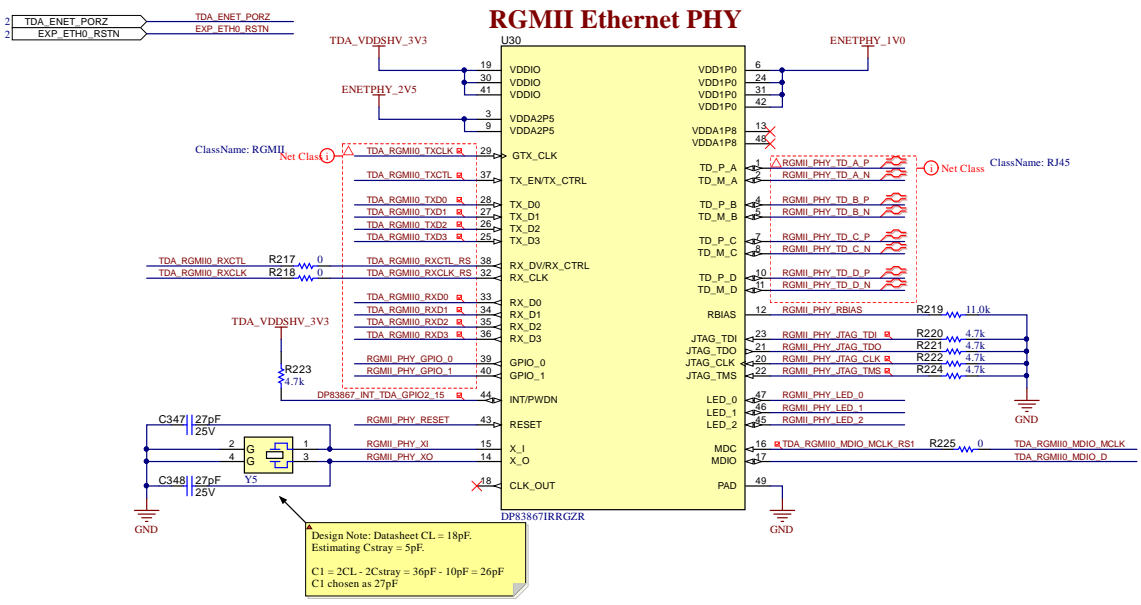 RGMII Ethernet PHY
2 TDA_ENET_PORZ TDA_ENET_PORZ
2 EXP_ETH0_RSTN EXP_ETH0_RSTN
TDA_VDDSHV_3V3
U30
ENETPHY_1V0
19 VDDIO
30 VDDIO
41 VDDIO
VDD1P0 6
VDD1P0 24
VDD1P0 31
VDD1P0 42
ENETPHY_2V5
3 VDDA2P5
9 VDDA2P5
VDDA1P8 13
VDDA1P8 48
ClassName: RGMII
Net Class i
TDA_RGMII0_TXCLK 29 GTX_CLK
TDA_RGMII0_TXCTL 37 TX_EN/TX_CTRL
TDA_RGMII0_TXD0 28 TX_D0
TDA_RGMII0_TXD1 27 TX_D1
TDA_RGMII0_TXD2 26 TX_D2
TDA_RGMII0_TXD3 25 TX_D3
TDA_RGMII0_RXCTL R217 0 TDA_RGMII0_RXCTL_RS 38 RX_DV/RX_CTRL
TDA_RGMII0_RXCLK R218 0 TDA_RGMII0_RXCLK_RS 32 RX_CLK
TDA_RGMII0_RXD0 33 RX_D0
TDA_RGMII0_RXD1 34 RX_D1
TDA_RGMII0_RXD2 35 RX_D2
TDA_RGMII0_RXD3 36 RX_D3
RGMII_PHY_GPIO_0 39 GPIO_0
RGMII_PHY_GPIO_1 40 GPIO_1
TDA_VDDSHV_3V3
R223
4.7k
DP83867_INT_TDA_GPIO2_15 44 INT/PWDN
RGMII_PHY_RESET 43 RESET
C347 27pF
25V
2 G 1 RGMII_PHY_XI 15 X_I
4 G 3 RGMII_PHY_XO 14 X_O
C348 27pF
25V
Y5
18 CLK_OUT
GND
ClassName: RJ45
i Net Class
TD_P_A 1 RGMII_PHY_TD_A_P
TD_M_A 2 RGMII_PHY_TD_A_N
TD_P_B 4 RGMII_PHY_TD_B_P
TD_M_B 5 RGMII_PHY_TD_B_N
TD_P_C 7 RGMII_PHY_TD_C_P
TD_M_C 8 RGMII_PHY_TD_C_N
TD_P_D 10 RGMII_PHY_TD_D_P
TD_M_D 11 RGMII_PHY_TD_D_N
RBIAS 12 RGMII_PHY_RBIAS R219 11.0k
JTAG_TDI 23 RGMII_PHY_JTAG_TDI R220 4.7k
JTAG_TDO 21 RGMII_PHY_JTAG_TDO R221 4.7k
JTAG_CLK 20 RGMII_PHY_JTAG_CLK R222 4.7k
JTAG_TMS 22 RGMII_PHY_JTAG_TMS R224 4.7k
GND
LED_0 47 RGMII_PHY_LED_0
LED_1 46 RGMII_PHY_LED_1
LED_2 45 RGMII_PHY_LED_2
MDC 16 TDA_RGMII0_MDIO_MCLK_RS1 R225 0 TDA_RGMII0_MDIO_MCLK
MDIO 17 TDA_RGMII0_MDIO_D
PAD 49
GND
DP83867IRRGZR
Design Note: Datasheet CL = 18pF.
Estimating Cstray = 5pF.
C1 = 2CL - 2Cstray = 36pF - 10pF = 26pF
C1 chosen as 27pF